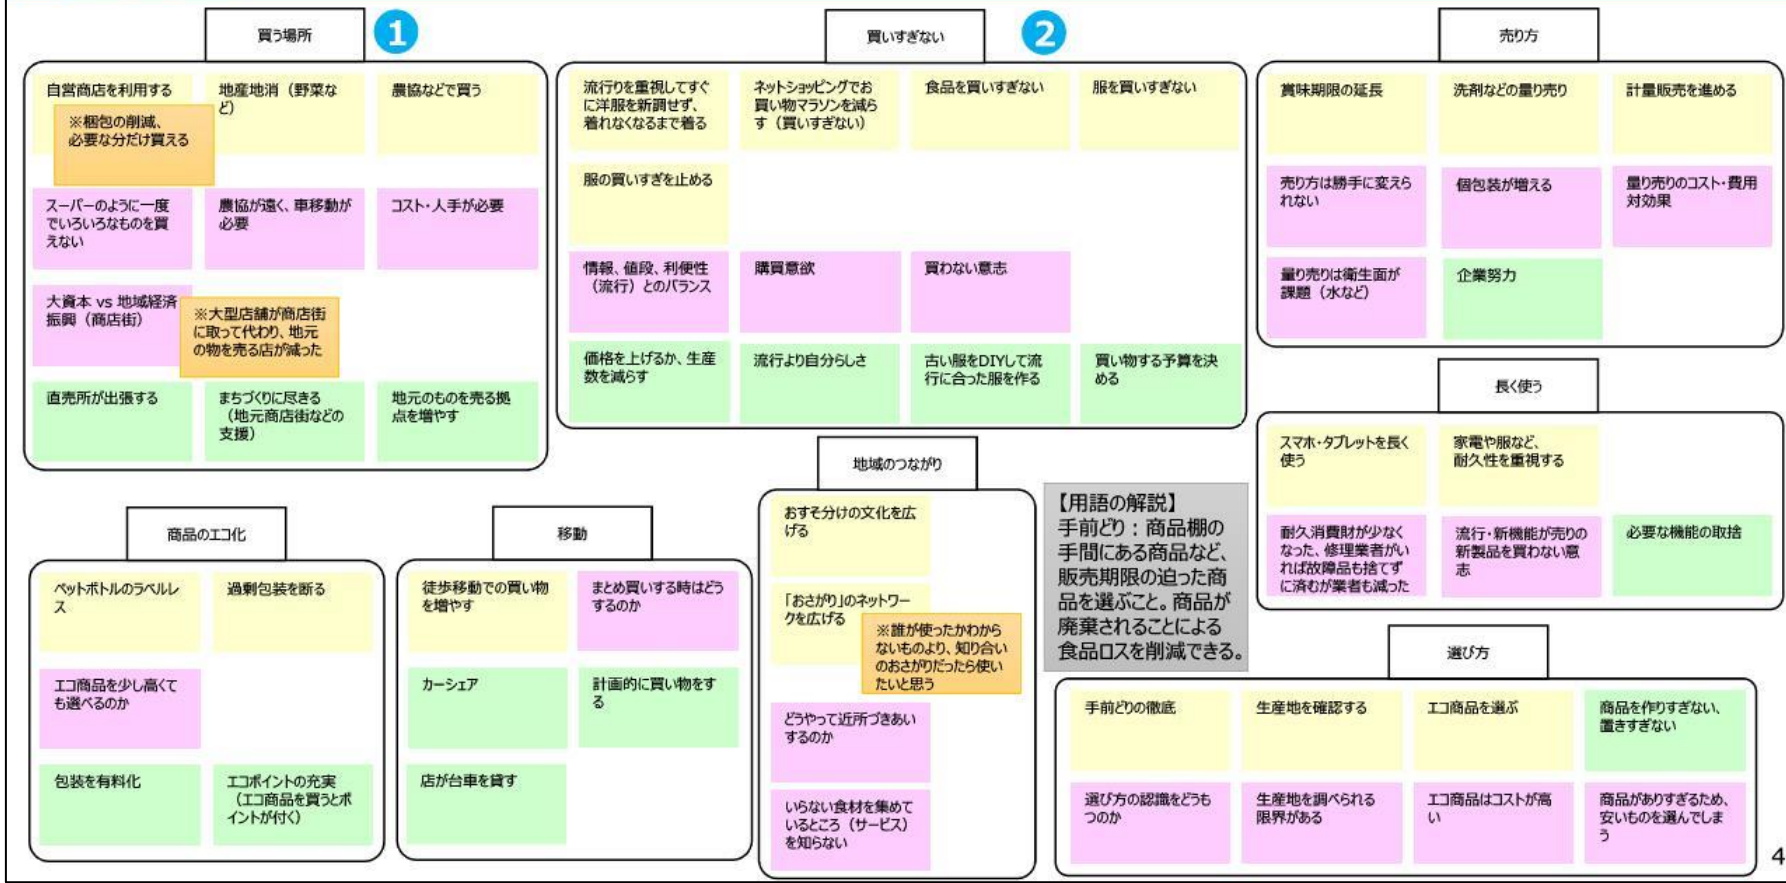 買う場所
1
自営商店を利用する
※梱包の削減、
必要な分だけ買える
地産地消（野菜な
ど）
農協などで買う
スーパーのように一度
でいろいろなものを買
えない
農協が遠く、車移動が
必要
コスト・人手が必要
大資本 vs 地域経済
振興（商店街）
※大型店舗が商店街
に取って代わり、地元
の物を売る店が減った
直売所が出張する
まちづくりに尽きる
（地元商店街などの
支援）
地元のものを売る拠
点を増やす
買いすぎない
2
流行りを重視してすぐ
に洋服を新調せず、
着れなくなるまで着る
ネットショッピングでお
買い物マラソンを減ら
す（買いすぎない）
食品を買いすぎない
服を買いすぎない
服の買いすぎを止める
情報、値段、利便性
（流行）とのバランス
購買意欲
買わない意志
価格を上げるか、生産
数を減らす
流行より自分らしさ
古い服をDIYして流
行に合った服を作る
買い物する予算を決
める
売り方
賞味期限の延長
洗剤などの量り売り
計量販売を進める
売り方は勝手に変えら
れない
個包装が増える
量り売りのコスト・費用
対効果
量り売りは衛生面が
課題（水など）
企業努力
長く使う
スマホ・タブレットを長く
使う
家電や服など、
耐久性を重視する
耐久消費財が少なく
なった、修理業者がい
れば故障品も捨てず
に済むが業者も減った
流行・新機能が売りの
新製品を買わない意
志
必要な機能の取捨
商品のエコ化
ペットボトルのラベルレ
ス
過剰包装を断る
エコ商品を少し高くて
も選べるのか
包装を有料化
エコポイントの充実
（エコ商品を買うとポ
イントが付く）
移動
徒歩移動での買い物
を増やす
まとめ買いする時はどう
するのか
カーシェア
計画的に買い物をす
る
店が台車を貸す
地域のつながり
おすそ分けの文化を広
げる
「おさがり」のネットワー
クを広げる
※誰が使ったかわから
ないものより、知り合い
のおさがりだったら使い
たいと思う
どうやって近所づきあい
するのか
いらない食材を集めて
いるところ（サービス）
を知らない
【用語の解説】
手前どり：商品棚の
手間にある商品など、
販売期限の迫った商
品を選ぶこと。商品が
廃棄されることによる
食品ロスを削減できる。
選び方
手前どりの徹底
生産地を確認する
エコ商品を選ぶ
商品を作りすぎない、
置きすぎない
選び方の認識をどうも
つのか
生産地を調べられる
限界がある
エコ商品はコストが高
い
商品がありすぎるため、
安いものを選んでしま
う
4